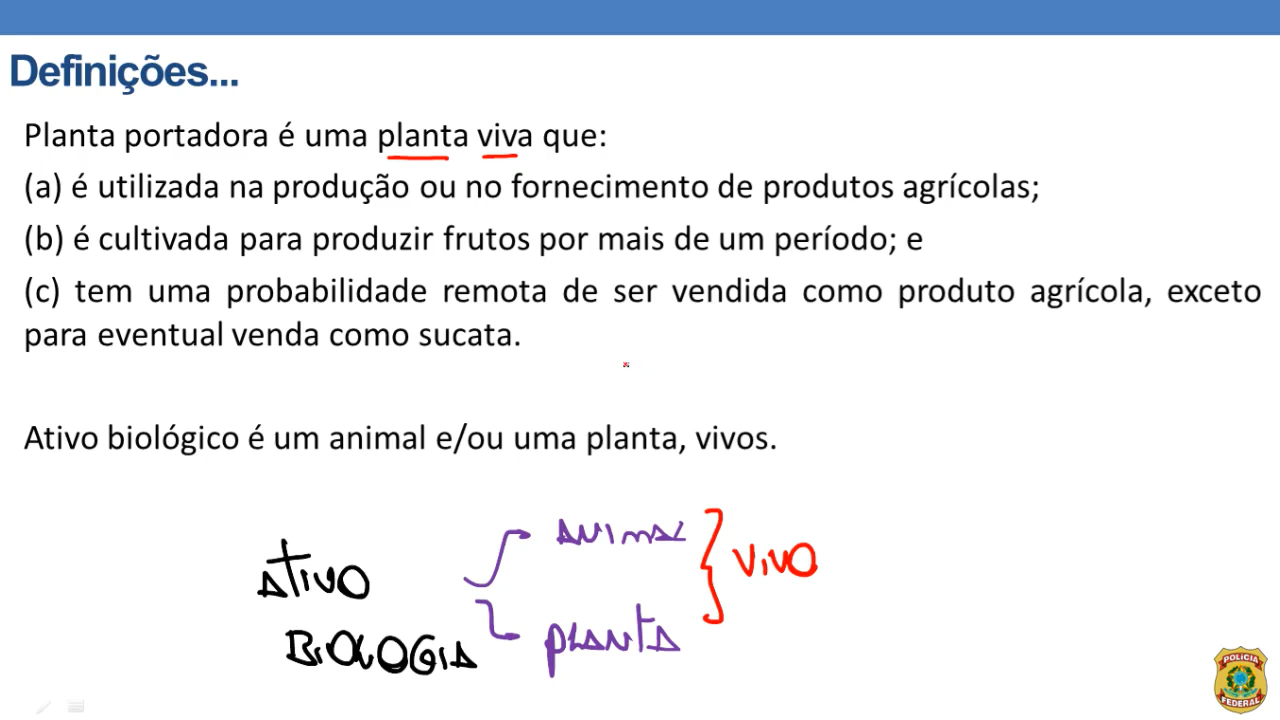 Definições...
Planta portadora é uma planta viva que:
(a) é utilizada na produção ou no fornecimento de produtos agrícolas;
(b) é cultivada para produzir frutos por mais de um período; e
(c) tem uma probabilidade remota de ser vendida como produto agrícola, exceto
para eventual venda como sucata.
Ativo biológico é um animal e/ou uma planta, vivos.
ATIVO
BIOLOGIA
ANIMAL
PLANTA
VIVO
POLÍCIA
FEDERAL